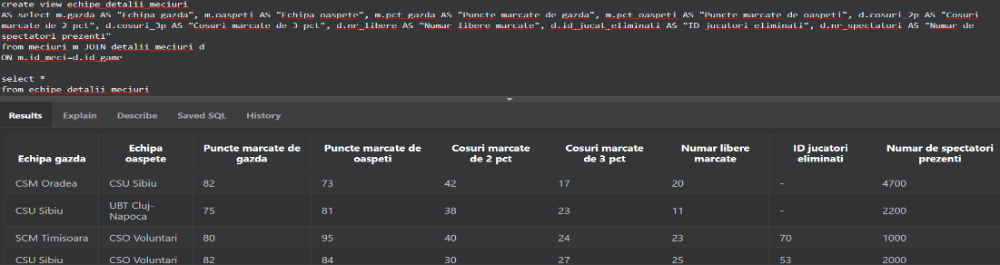 create view echipe_detalii_meciuri
AS select m.gazda AS "Echipa gazda", m.oaspeti AS "Echipa oaspete", m.pct_gazda AS "Puncte marcate de gazda", m.pct_oaspeti AS "Puncte marcate de oaspeti", d.cosuri_2p AS "Cosuri
marcate de 2 pct", d.cosuri_3p AS "Cosuri marcate de 3 pct", d.nr_libere AS "Numar libere marcate", d.id_jucat_eliminati AS "ID jucatori eliminati", d.nr_spectatori AS "Numar de
spectatori prezenti"
from meciuri m JOIN detalii_meciuri d
ON m.id_meci=d.id_game
select *
from echipe_detalii_meciuri
Results Explain Describe Saved SQL History
Echipa gazda Echipa oaspete Puncte marcate de gazda Puncte marcate de oaspeti Cosuri marcate de 2 pct Cosuri marcate de 3 pct Numar libere marcate ID jucatori eliminati Numar de spectatori prezenti
CSM Oradea CSU Sibiu 82 73 42 17 20 - 4700
CSU Sibiu UBT Cluj-Napoca 75 81 38 23 11 - 2200
SCM Timisoara CSO Voluntari 80 95 40 24 23 70 1000
CSU Sibiu CSO Voluntari 82 84 30 27 25 53 2000